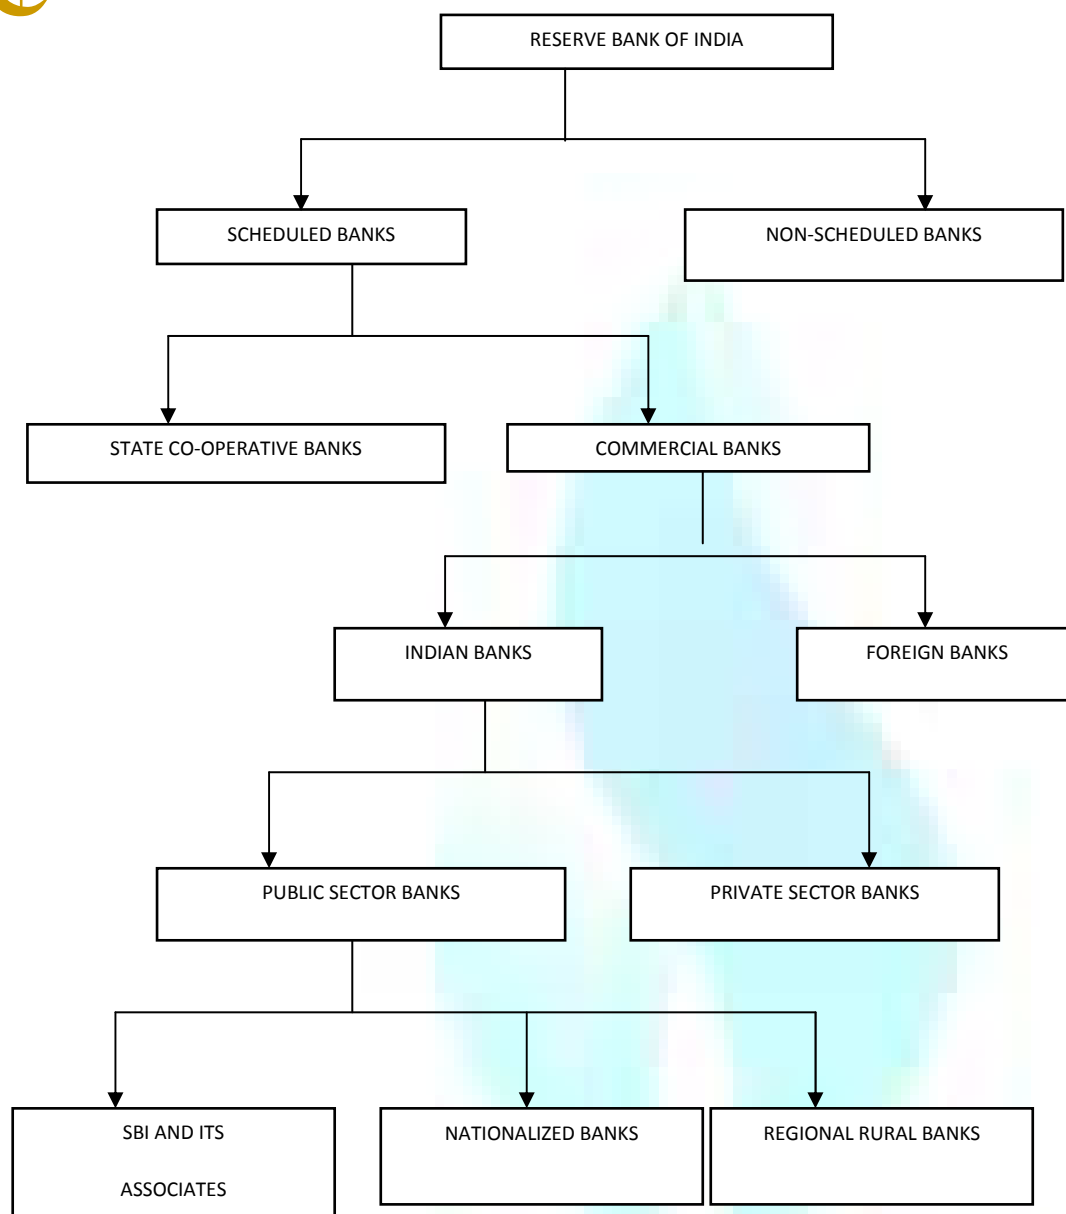 RESERVE BANK OF INDIA
SCHEDULED BANKS
NON-SCHEDULED BANKS
STATE CO-OPERATIVE BANKS
COMMERCIAL BANKS
INDIAN BANKS
FOREIGN BANKS
PUBLIC SECTOR BANKS
PRIVATE SECTOR BANKS
SBI AND ITS
ASSOCIATES
NATIONALIZED BANKS
REGIONAL RURAL BANKS